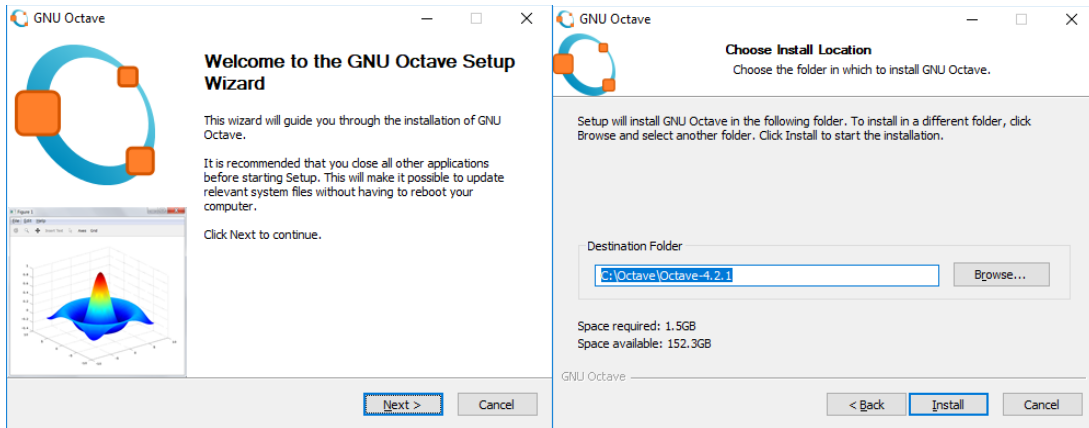 GNU Octave
Welcome to the GNU Octave Setup
Wizard
This wizard will guide you through the installation of GNU
Octave.
It is recommended that you close all other applications
before starting Setup. This will make it possible to update
relevant system files without having to reboot your
computer.
Click Next to continue.
Figure 1
File Edit Help
Next >
Cancel
GNU Octave
Choose Install Location
Choose the folder in which to install GNU Octave.
Setup will install GNU Octave in the following folder. To install in a different folder, click
Browse and select another folder. Click Install to start the installation.
Destination Folder
C:\Octave\Octave-4.2.1
Browse...
Space required: 1.5GB
Space available: 152.3GB
GNU Octave
< Back
Install
Cancel